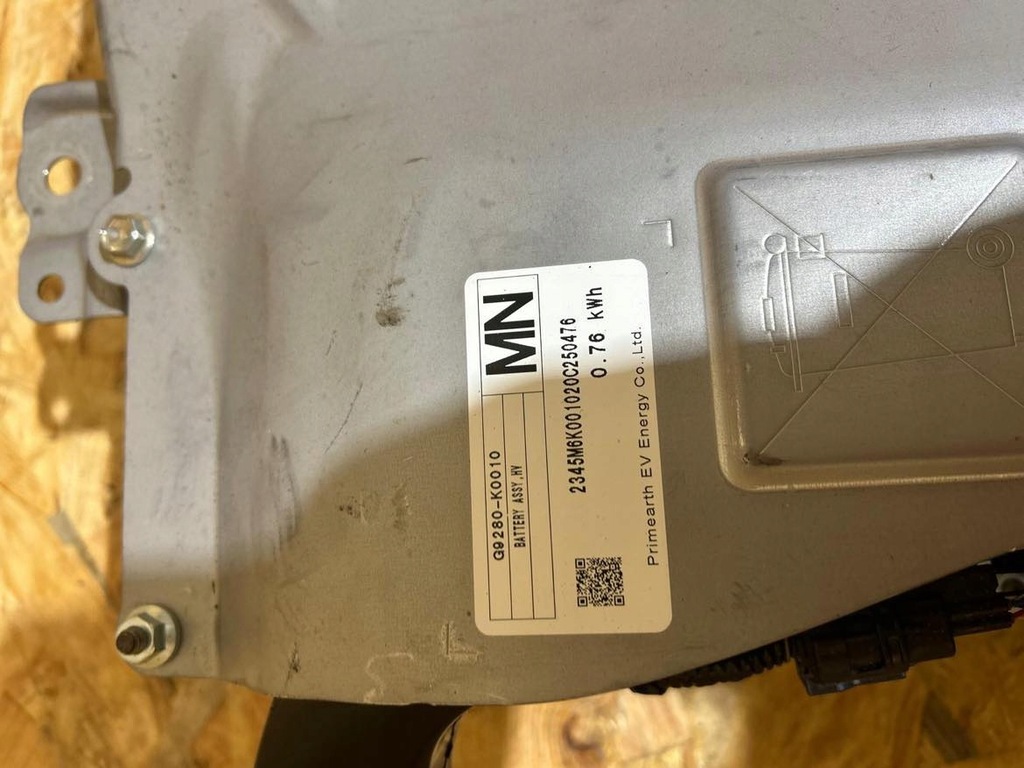 MN
G9280-K0010
BATTERY ASSY,HV
2345M6K001020C250476
0.76 kWh
Primearth EV Energy Co.,Ltd.